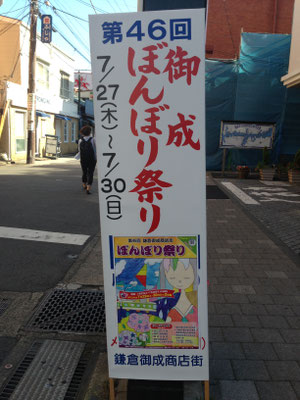 第46回
御成
ぼんぼり祭り
7/27(木)～7/30(日)
ぼんぼり祭り
鎌倉御成商店街